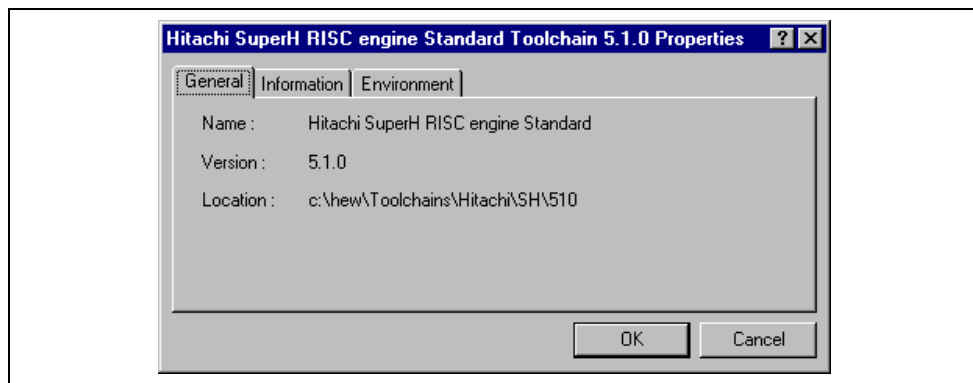 Hitachi SuperH RISC engine Standard Toolchain 5.1.0 Properties ? ×
General Information Environment
Name : Hitachi SuperH RISC engine Standard
Version : 5.1.0
Location : c:\hew\Toolchains\Hitachi\SH\510
OK Cancel